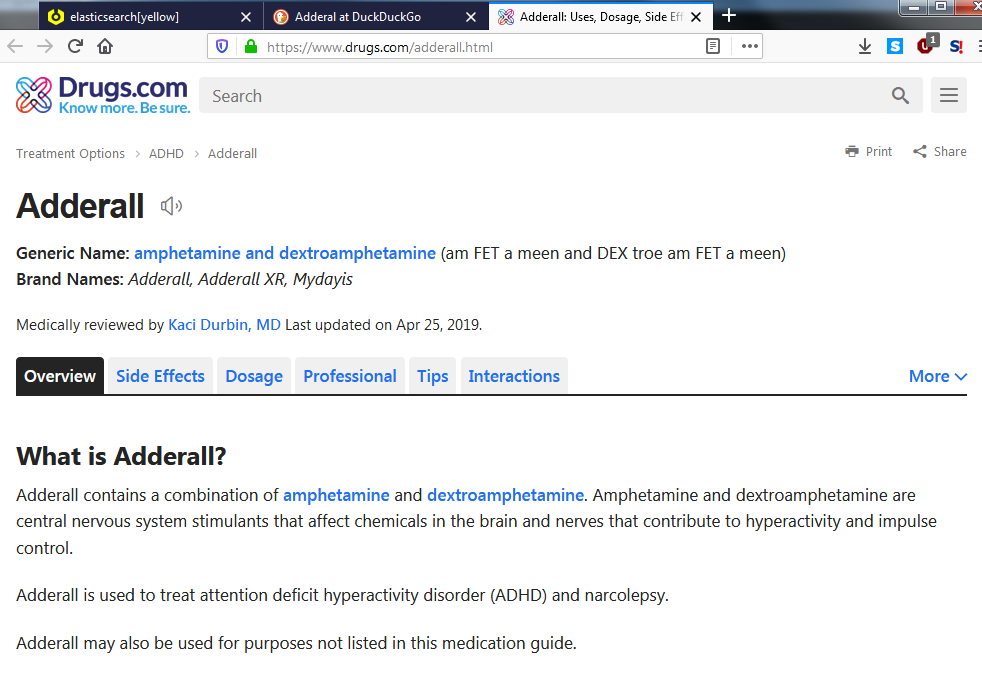 elasticsearch[yellow]
Adderal at DuckDuckGo
Adderall: Uses, Dosage, Side Eff
https://www.drugs.com/adderall.html
S
1
S!
Drugs.com
Know more. Be sure.
Search
Treatment Options > ADHD > Adderall
Print
Share
Adderall
Generic Name: amphetamine and dextroamphetamine (am FET a meen and DEX troe am FET a meen)
Brand Names: Adderall, Adderall XR, Mydayis
Medically reviewed by Kaci Durbin, MD Last updated on Apr 25, 2019.
Overview Side Effects Dosage Professional Tips Interactions More
What is Adderall?
Adderall contains a combination of amphetamine and dextroamphetamine. Amphetamine and dextroamphetamine are
central nervous system stimulants that affect chemicals in the brain and nerves that contribute to hyperactivity and impulse
control.
Adderall is used to treat attention deficit hyperactivity disorder (ADHD) and narcolepsy.
Adderall may also be used for purposes not listed in this medication guide.